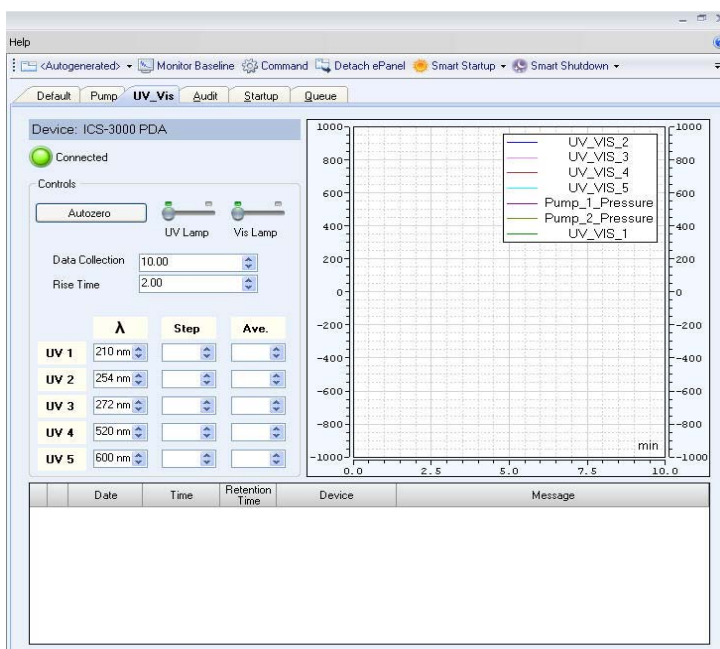 Help
<Autogenerated> Monitor Baseline Command Detach ePanel Smart Startup Smart Shutdown
Default Pump UV_Vis Audit Startup Queue
Device: ICS-3000 PDA
Connected
Controls
Autozero
UV Lamp Vis Lamp
Data Collection 10.00
Rise Time 2.00
λ Step Ave.
UV 1 210 nm
UV 2 254 nm
UV 3 272 nm
UV 4 520 nm
UV 5 600 nm
1000 1000
800 800
600 600
400 400
200 200
0 0
-200 -200
-400 -400
-600 -600
-800 -800
-1000 -1000
UV_VIS_2
UV_VIS_3
UV_VIS_4
UV_VIS_5
Pump_1_Pressure
Pump_2_Pressure
UV_VIS_1
min
0.0 2.5 5.0 7.5 10.0
Date Time Retention Time Device Message